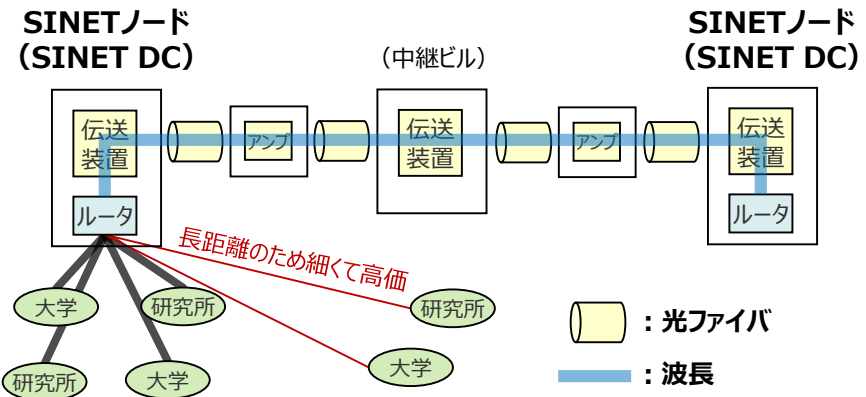 SINETノード
（SINET DC）
（中継ビル）
SINETノード
（SINET DC）
伝送
装置
アンプ
伝送
装置
アンプ
伝送
装置
ルータ
ルータ
長距離のため細くて高価
大学
研究所
研究所
大学
研究所
大学
：光ファイバ
：波長